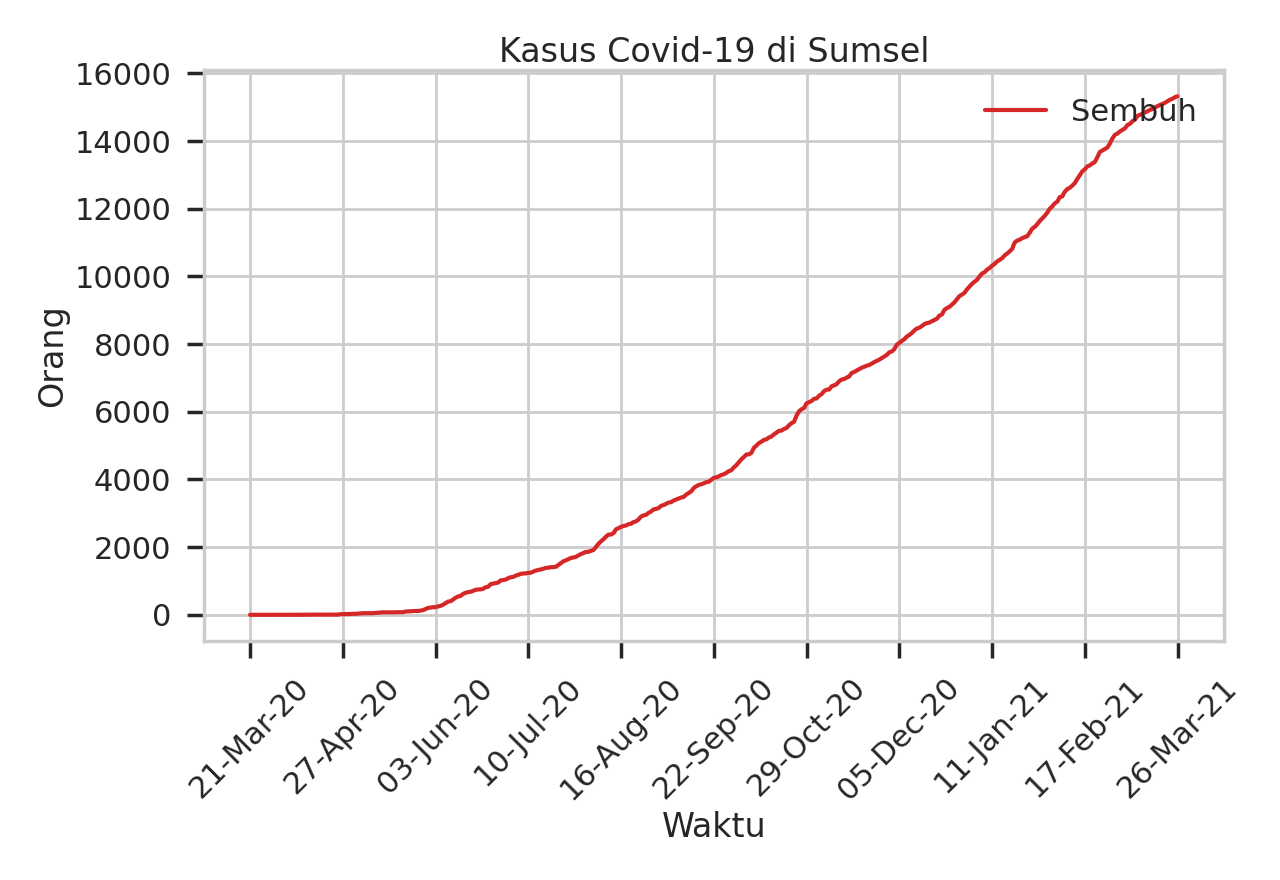 Kasus Covid-19 di Sumsel
Sembuh
Orang
16000
14000
12000
10000
8000
6000
4000
2000
0
21-Mar-20
27-Apr-20
03-Jun-20
10-Jul-20
16-Aug-20
22-Sep-20
29-Oct-20
05-Dec-20
11-Jan-21
17-Feb-21
26-Mar-21
Waktu